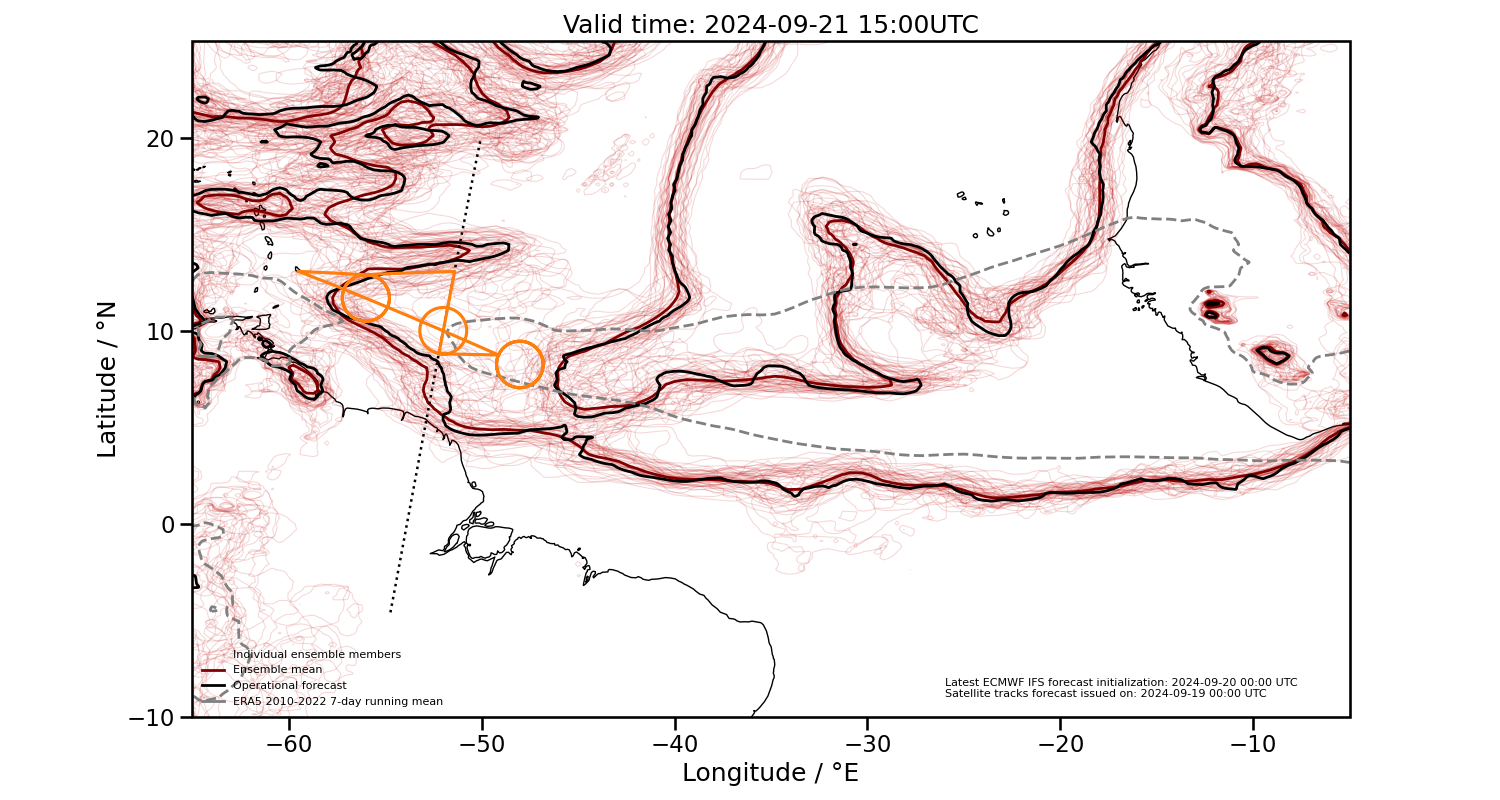 Valid time: 2024-09-21 15:00UTC
20
10
0
−10
Latitude / °N
Individual ensemble members
Ensemble mean
Operational forecast
ERA5 2010-2022 7-day running mean
Latest ECMWF IFS forecast initialization: 2024-09-20 00:00 UTC
Satellite tracks forecast issued on: 2024-09-19 00:00 UTC
−60
−50
−40
−30
−20
−10
Longitude / °E